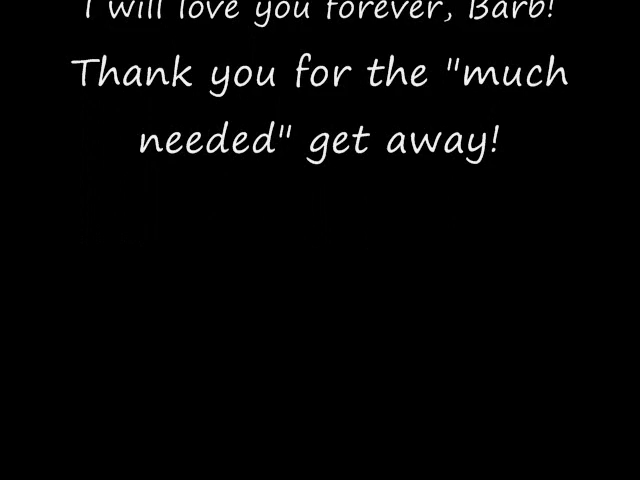 I will love you forever, Barb!
Thank you for the "much
needed" get away!